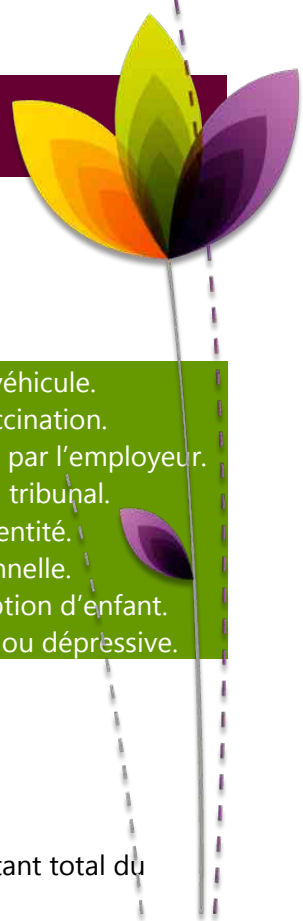 véhicule.
ccination.
par l’employeur.
tribunal.
entité.
nnelle.
ption d’enfant.
ou dépressive.
tant total du